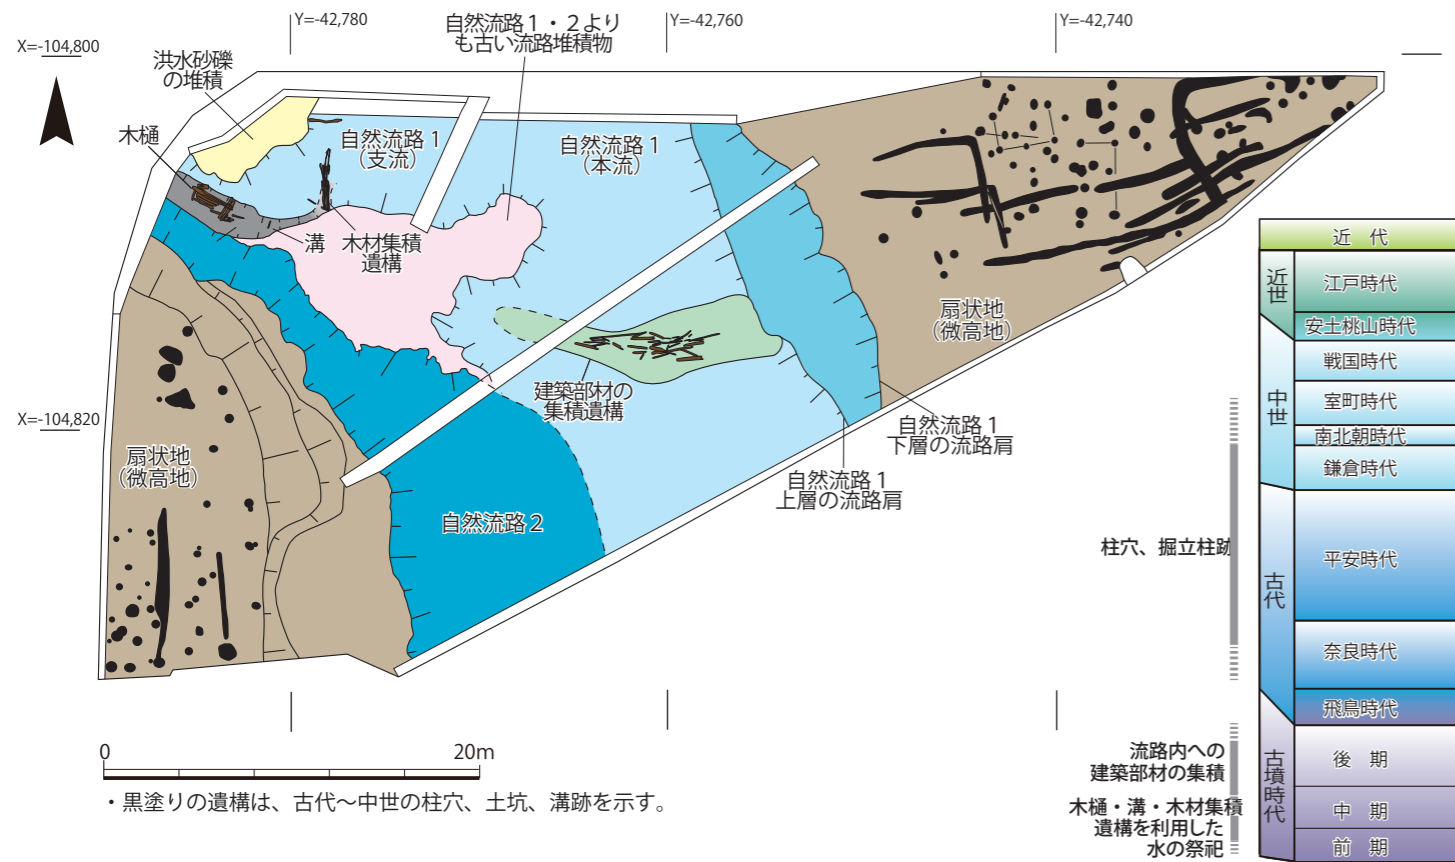 Y=-42,780
Y=-42,760
Y=-42,740
X=-104,800
自然流路1・2より
も古い流路堆積物
洪水砂礫
の堆積
木樋
自然流路1
(支流)
自然流路1
(本流)
溝
木材集積
遺構
扇状地
(微高地)
建築部材の
集積遺構
X=-104,820
自然流路1
下層の流路肩
自然流路1
上層の流路肩
扇状地
(微高地)
自然流路2
0
20m
・黒塗りの遺構は、古代～中世の柱穴、土坑、溝跡を示す。
柱穴、掘立柱跡
流路内への
建築部材の集積
木樋・溝・木材集積
遺構を利用した
水の祭祀
近代
近世
江戸時代
安土桃山時代
中世
戦国時代
室町時代
南北朝時代
鎌倉時代
古代
平安時代
奈良時代
飛鳥時代
古墳時代
後期
中期
前期